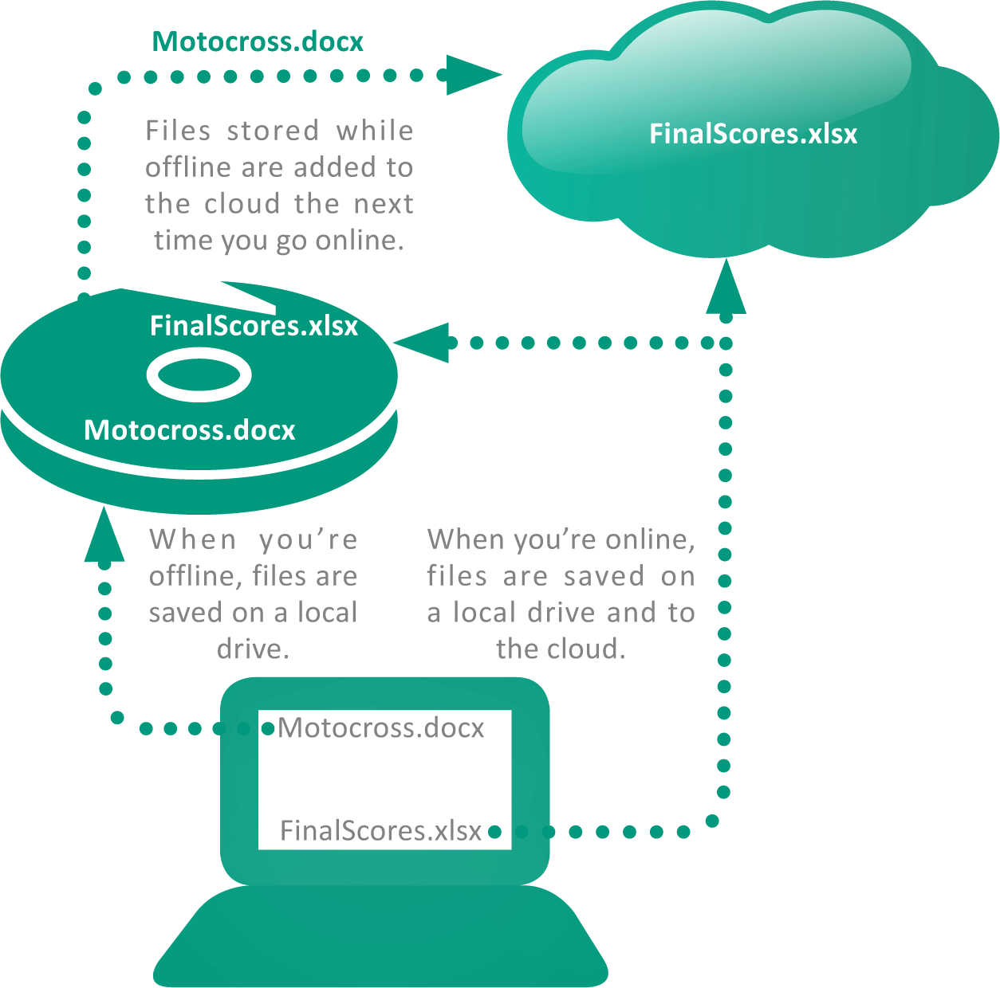 Motocross.docx
Files stored while
offline are added to
the cloud the next
time you go online.
FinalScores.xlsx
FinalScores.xlsx
Motocross.docx
When you’re
offline, files are
saved on a local
drive.
When you’re online,
files are saved on
a local drive and to
the cloud.
Motocross.docx
FinalScores.xlsx